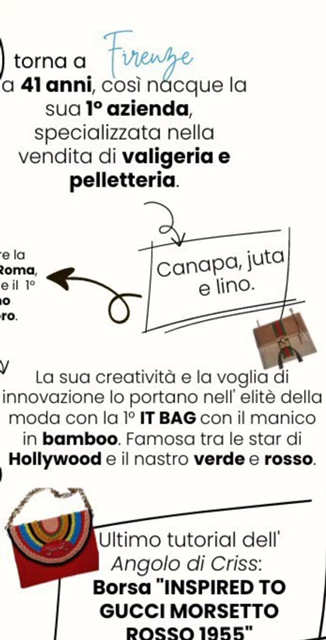 torna a Firenze
a 41 anni, così nacque la
sua 1° azienda,
specializzata nella
vendita di valigeria e
pelletteria.
Canapa, juta
e lino.
e la
Roma,
e il 1°
o
ro.
La sua creatività e la voglia di
innovazione lo portano nell' elitè della
moda con la 1° IT BAG con il manico
in bamboo. Famosa tra le star di
Hollywood e il nastro verde e rosso.
Ultimo tutorial dell'
Angolo di Criss:
Borsa "INSPIRED TO
GUCCI MORSETTO
ROSSO 1955"